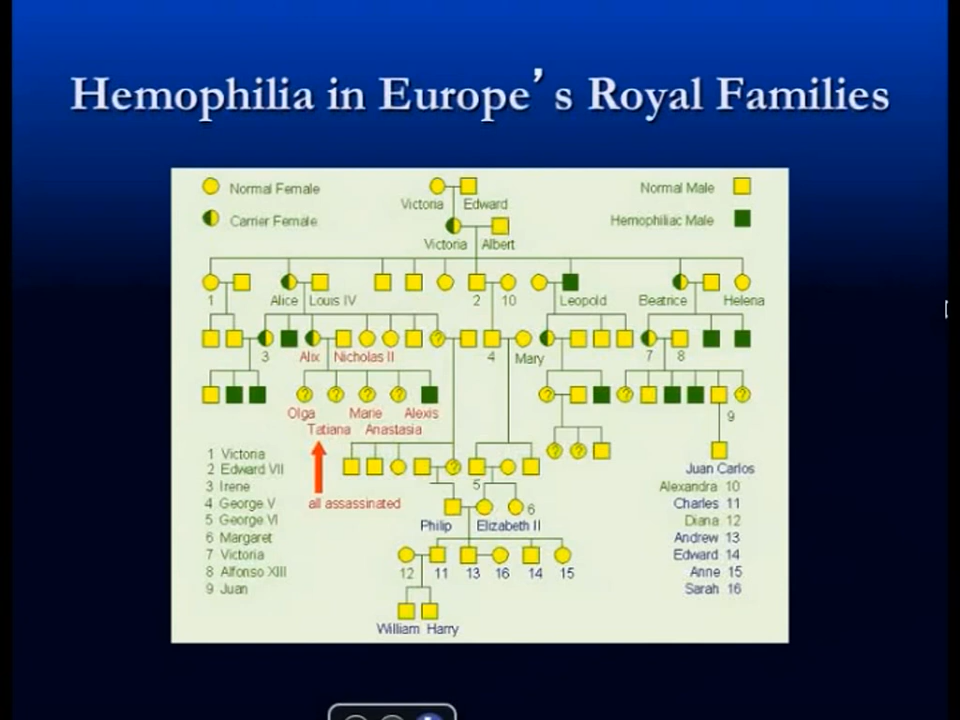 Hemophilia in Europe's Royal Families
Normal Female
Victoria Edward
Normal Male
Carrier Female
Hemophiliac Male
Victoria Albert
1 Alice Louis IV 2 10 Leopold Beatrice Helena
3 Alix Nicholas II 4 Mary 7 8
? 
? ? ? ? ? ? ?
Olga Marie Alexis 9
Tatiana Anastasia
? ?
?
5
Juan Carlos
1 Victoria
2 Edward VII
3 Irene
4 George V
5 George VI
6 Margaret
7 Victoria
8 Alfonso XIII
9 Juan
all assassinated
6
Philip Elizabeth II
12 11 13 16 14 15
William Harry
Alexandra 10
Charles 11
Diana 12
Andrew 13
Edward 14
Anne 15
Sarah 16